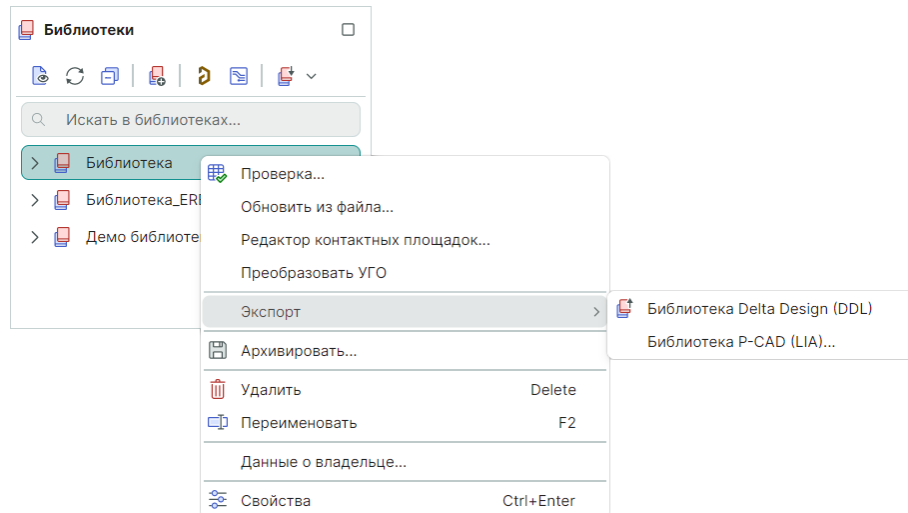 Библиотеки
Искать в библиотеках...
Библиотека
Библиотека_ERE
Демо библиоте
Проверка...
Обновить из файла...
Редактор контактных площадок...
Преобразовать УГО
Экспорт
Библиотека Delta Design (DDL)
Библиотека P-CAD (LIA)...
Архивировать...
Удалить Delete
Переименовать F2
Данные о владельце...
Свойства Ctrl+Enter